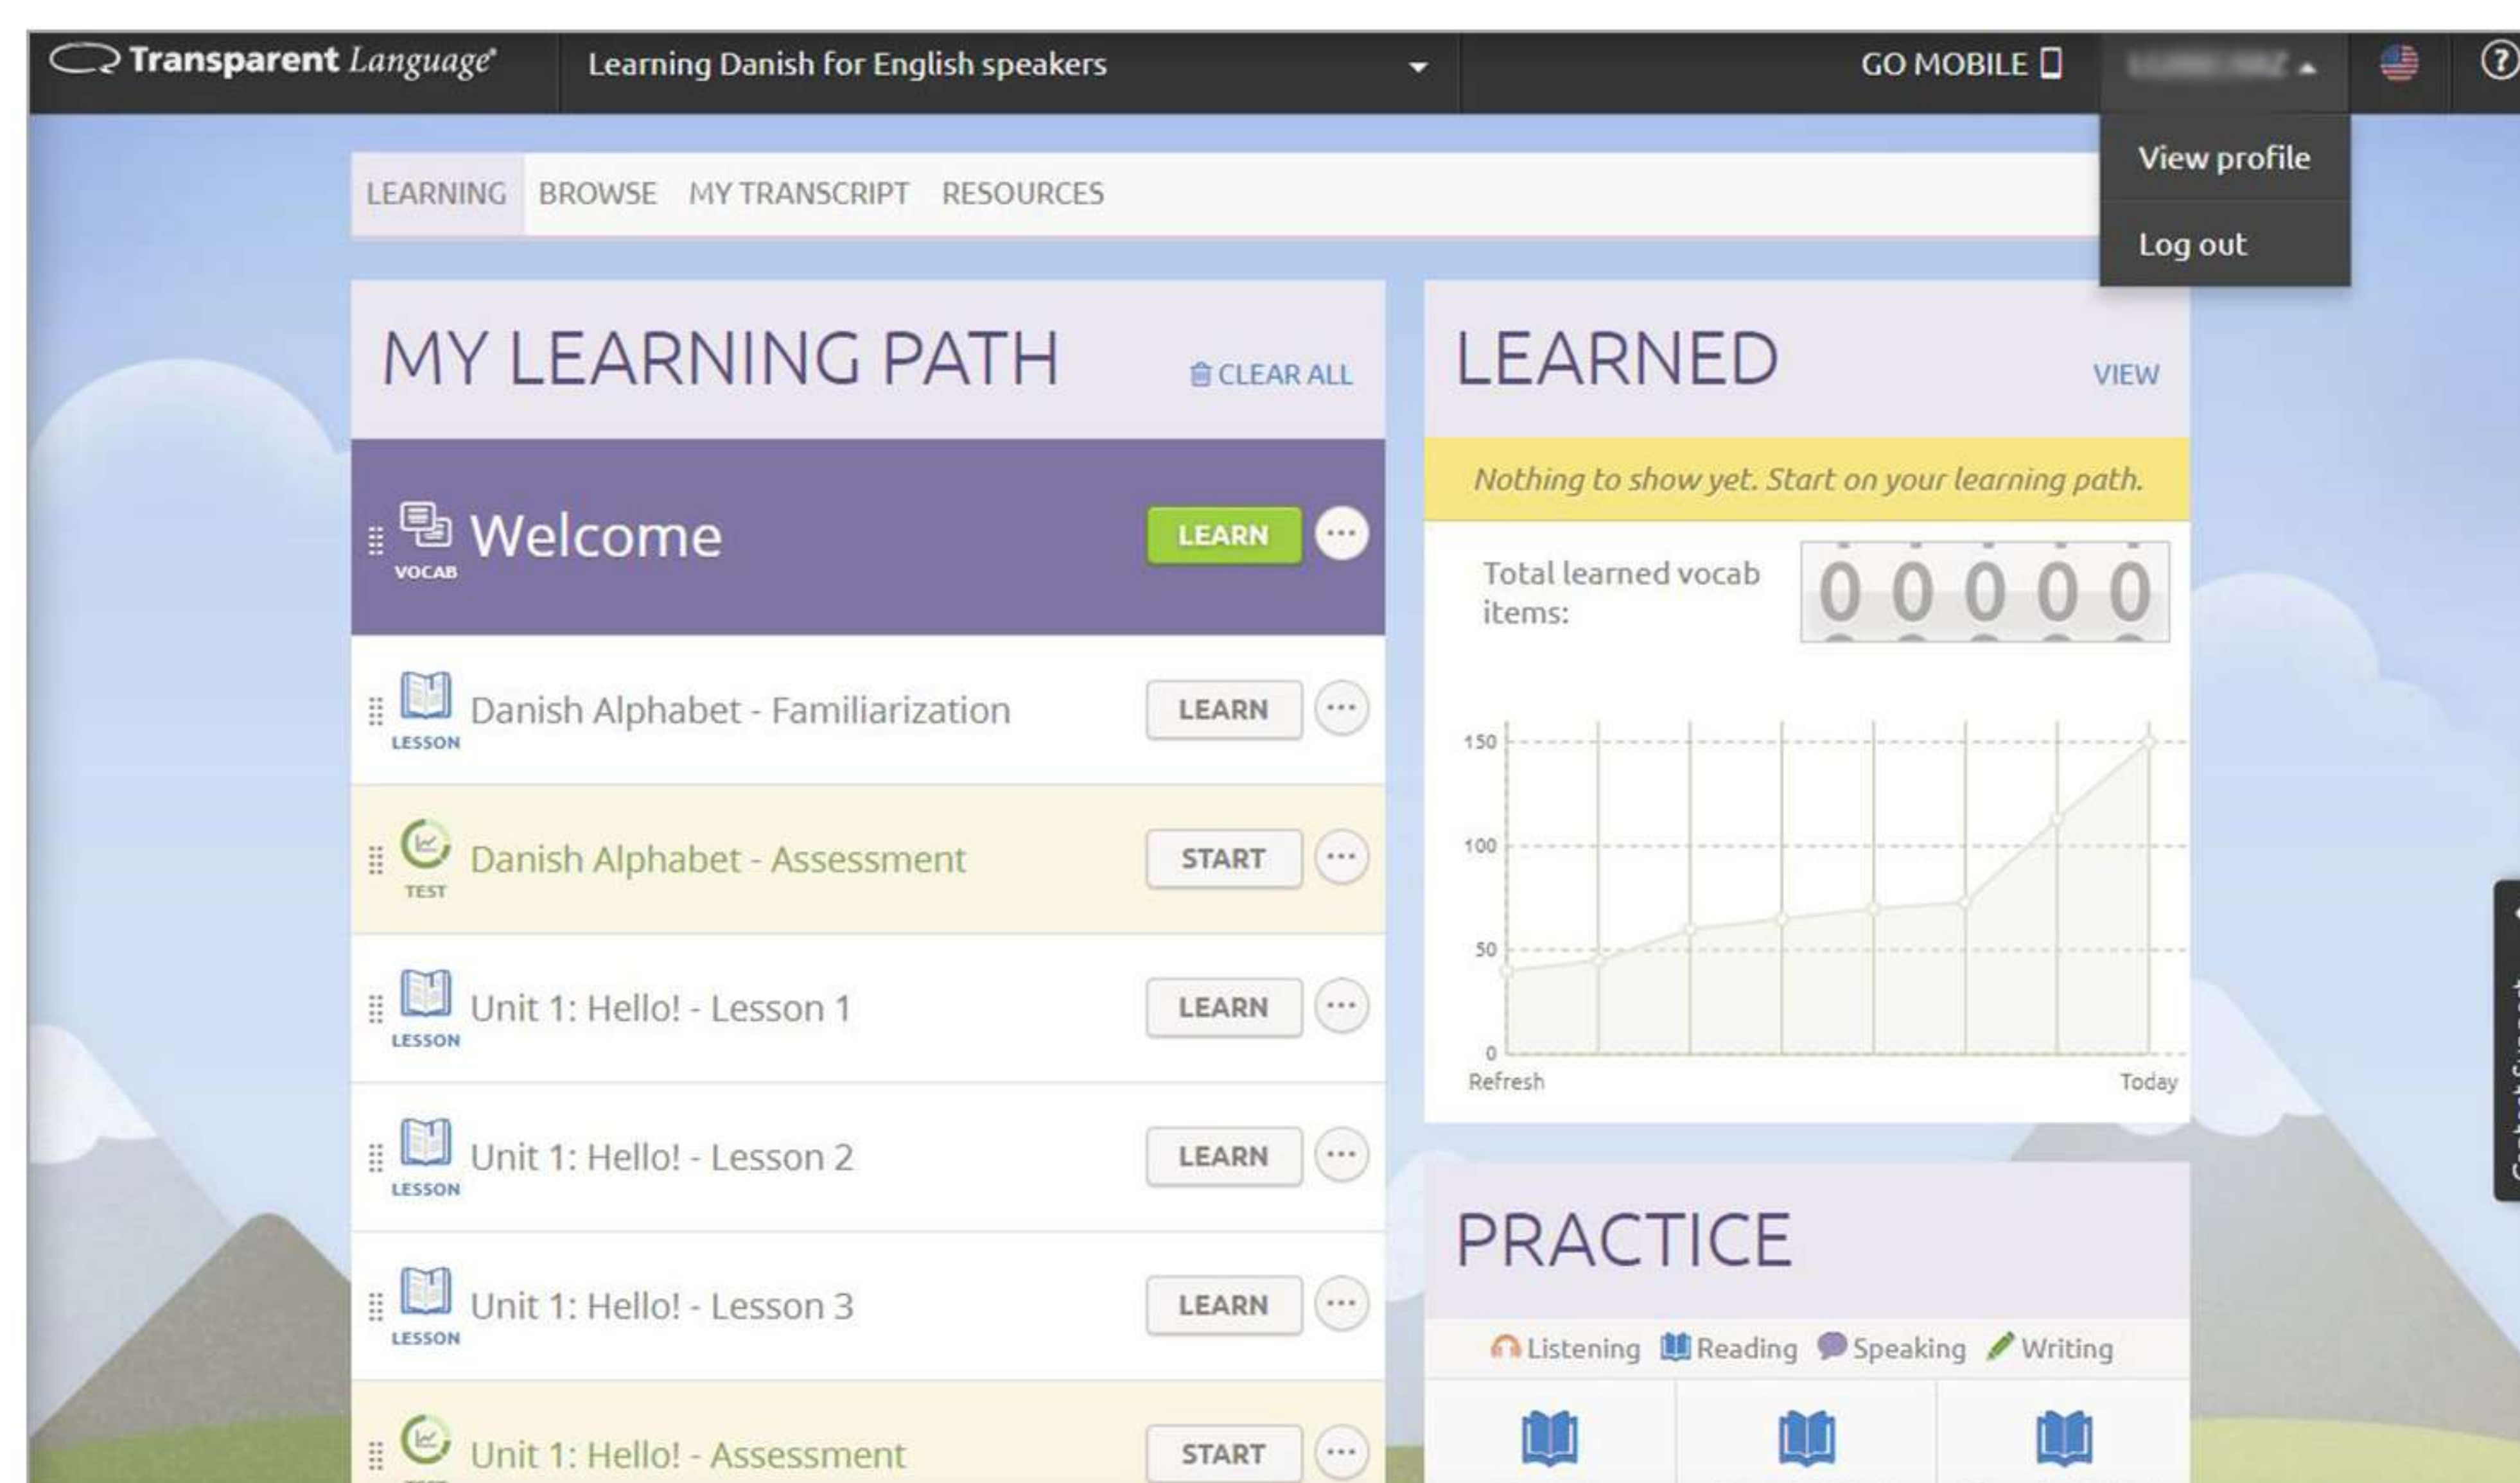 Transparent Language®
Learning Danish for English speakers
GO MOBILE
?
View profile
Log out
LEARNING BROWSE MY TRANSCRIPT RESOURCES
MY LEARNING PATH
CLEAR ALL
VOCAB
Welcome
LEARN
LESSON
Danish Alphabet - Familiarization
LEARN
TEST
Danish Alphabet - Assessment
START
LESSON
Unit 1: Hello! - Lesson 1
LEARN
LESSON
Unit 1: Hello! - Lesson 2
LEARN
LESSON
Unit 1: Hello! - Lesson 3
LEARN
Unit 1: Hello! - Assessment
START
LEARNED
VIEW
Nothing to show yet. Start on your learning path.
Total learned vocab
items:
0 0 0 0 0
150
100
50
0
Refresh
Today
PRACTICE
Listening Reading Speaking Writing